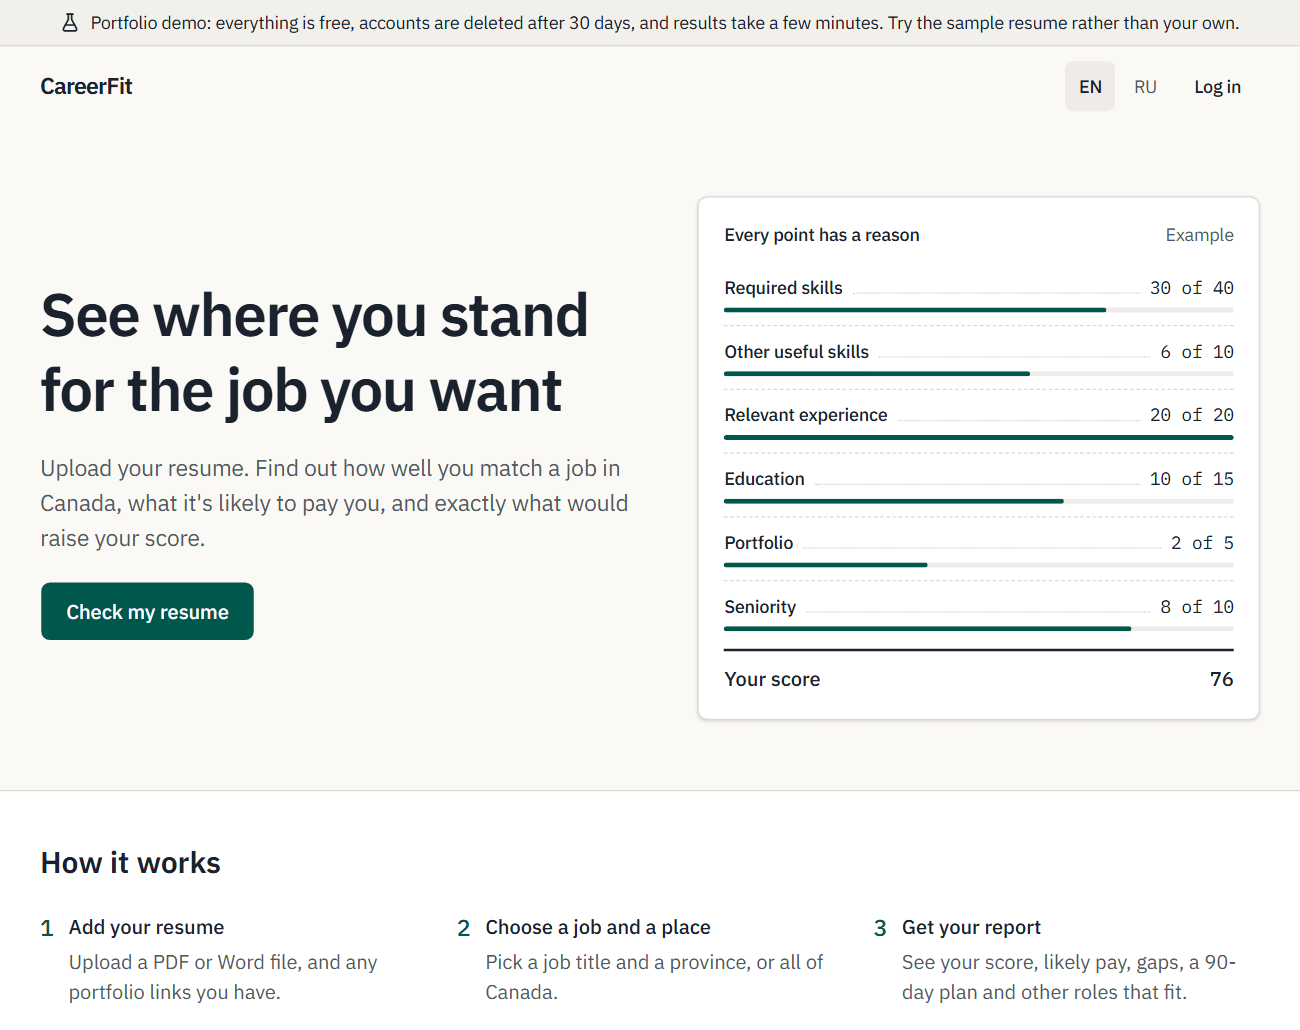 Portfolio demo: everything is free, accounts are deleted after 30 days, and results take a few minutes. Try the sample resume rather than your own.
CareerFit
EN
RU
Log in
See where you stand
for the job you want
Upload your resume. Find out how well you match a job in
Canada, what it's likely to pay you, and exactly what would
raise your score.
Check my resume
Every point has a reason
Example
Required skills 30 of 40
Other useful skills 6 of 10
Relevant experience 20 of 20
Education 10 of 15
Portfolio 2 of 5
Seniority 8 of 10
Your score 76
How it works
1 Add your resume
Upload a PDF or Word file, and any
portfolio links you have.
2 Choose a job and a place
Pick a job title and a province, or all of
Canada.
3 Get your report
See your score, likely pay, gaps, a 90-
day plan and other roles that fit.